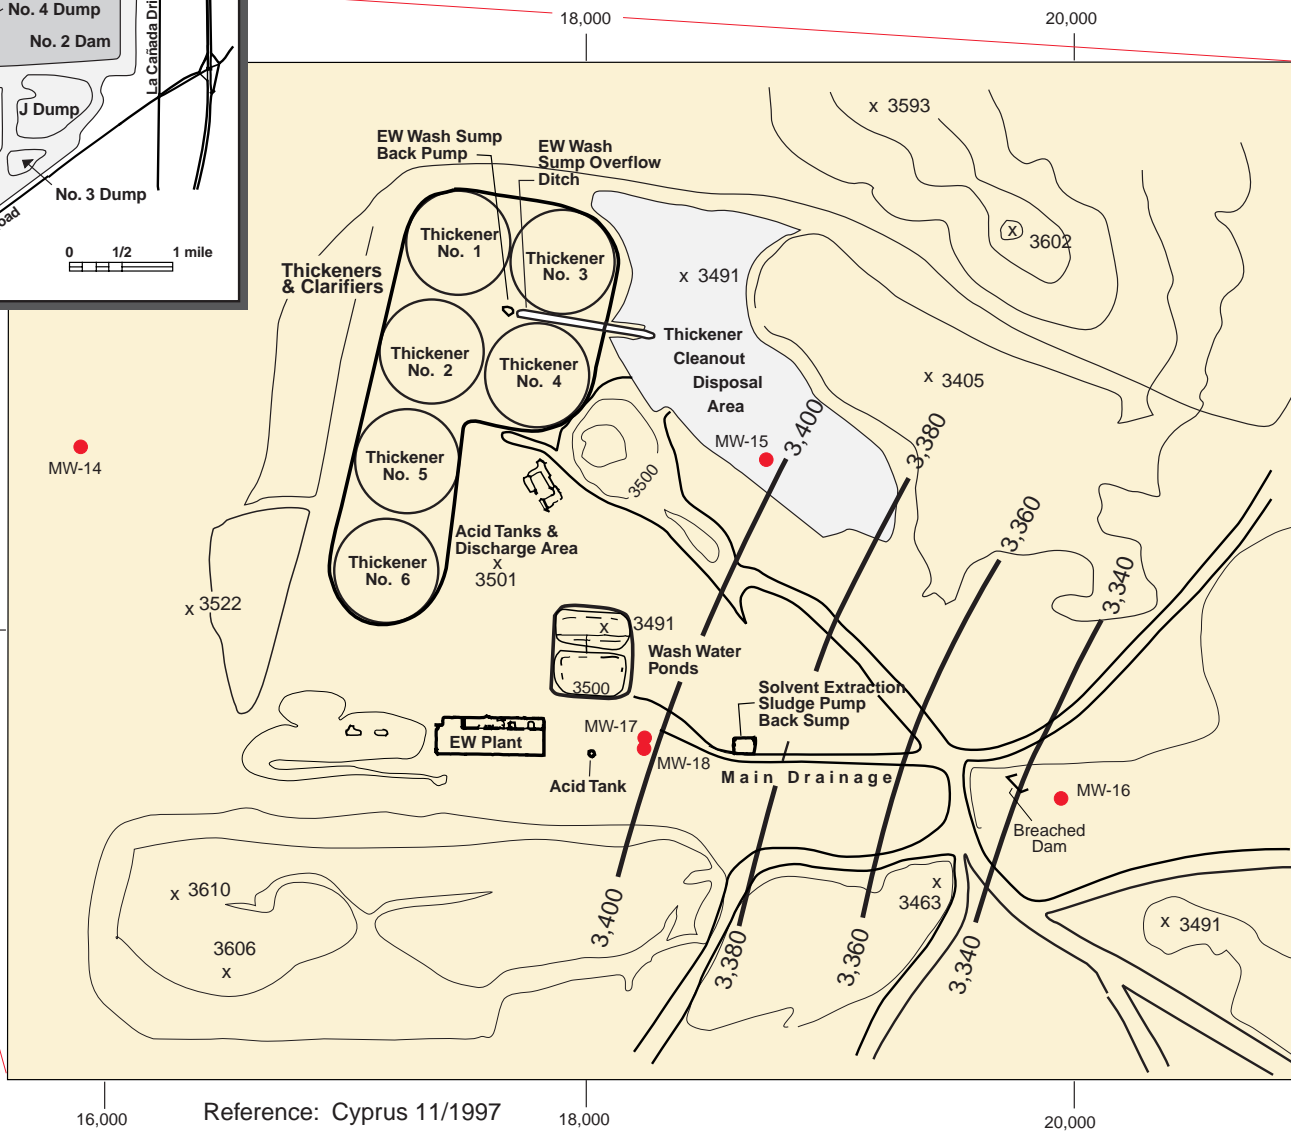 No. 4 Dump
No. 2 Dam
La Cañada Dri
J Dump
No. 3 Dump
oad
0 1/2 1 mile
18,000
20,000
x 3593
x
3602
EW Wash Sump
Back Pump
EW Wash
Sump Overflow
Ditch
Thickener
No. 1
Thickener
No. 3
Thickeners
& Clarifiers
x 3491
Thickener
No. 2
Thickener
No. 4
Thickener
Cleanout
Disposal
Area
x 3405
MW-14
MW-15
3,400
3,380
3,360
3,340
Thickener
No. 5
3500
Thickener
No. 6
Acid Tanks &
Discharge Area
x
3501
x 3522
x 3491
3500
Wash Water
Ponds
Solvent Extraction
Sludge Pump
Back Sump
EW Plant
MW-17
MW-18
Acid Tank
Main Drainage
MW-16
Breached
Dam
x 3610
3606
x
x
3463
x 3491
3,400
3,380
3,360
3,340
16,000
Reference: Cyprus 11/1997
18,000
20,000